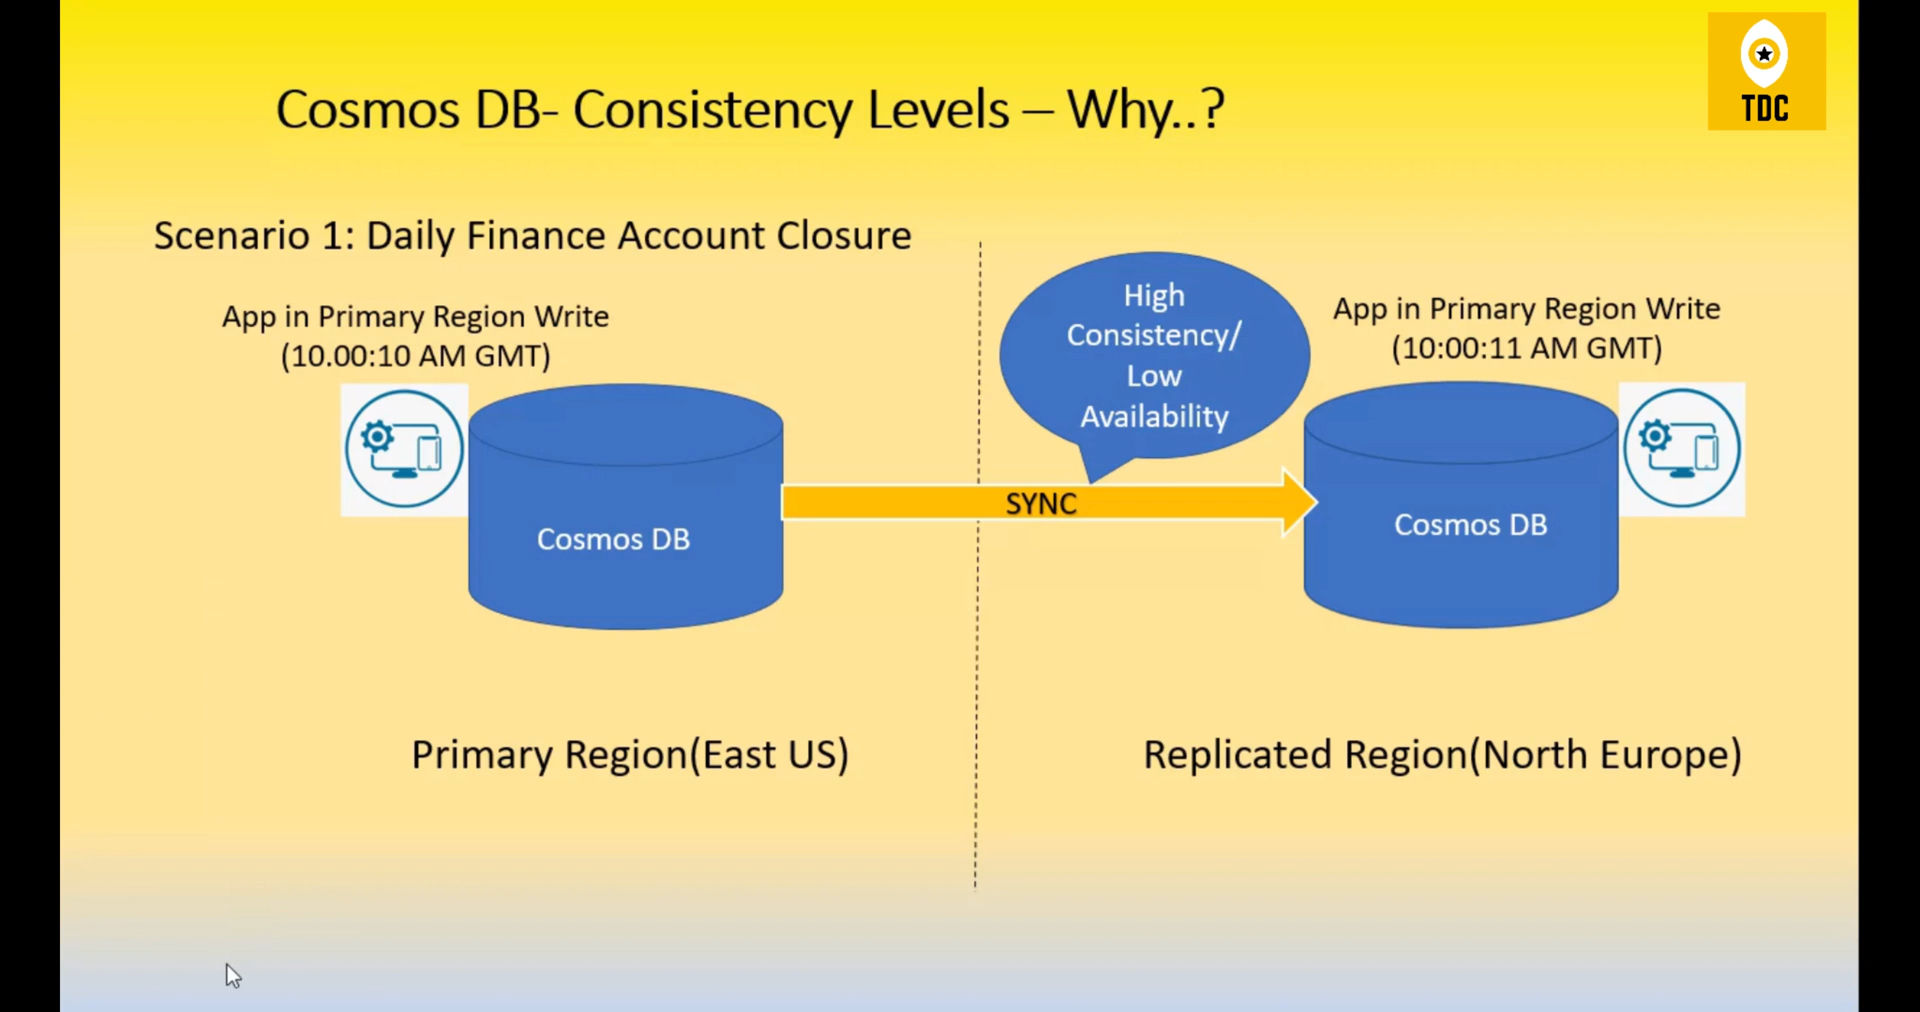 TDC
Cosmos DB- Consistency Levels – Why..?
Scenario 1: Daily Finance Account Closure
App in Primary Region Write
(10.00:10 AM GMT)
High
Consistency/
Low
Availability
App in Primary Region Write
(10:00:11 AM GMT)
Cosmos DB
SYNC
Cosmos DB
Primary Region(East US)
Replicated Region(North Europe)